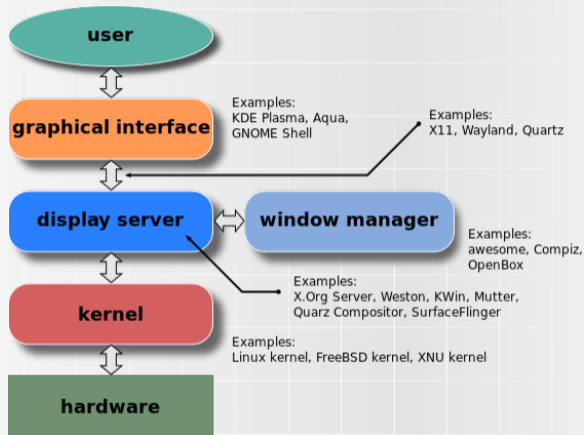 user
graphical interface
Examples:
KDE Plasma, Aqua,
GNOME Shell
Examples:
X11, Wayland, Quartz
display server
window manager
Examples:
awesome, Compiz,
OpenBox
Examples:
X.Org Server, Weston, KWin, Mutter,
Quarz Compositor, SurfaceFlinger
kernel
Examples:
Linux kernel, FreeBSD kernel, XNU kernel
hardware